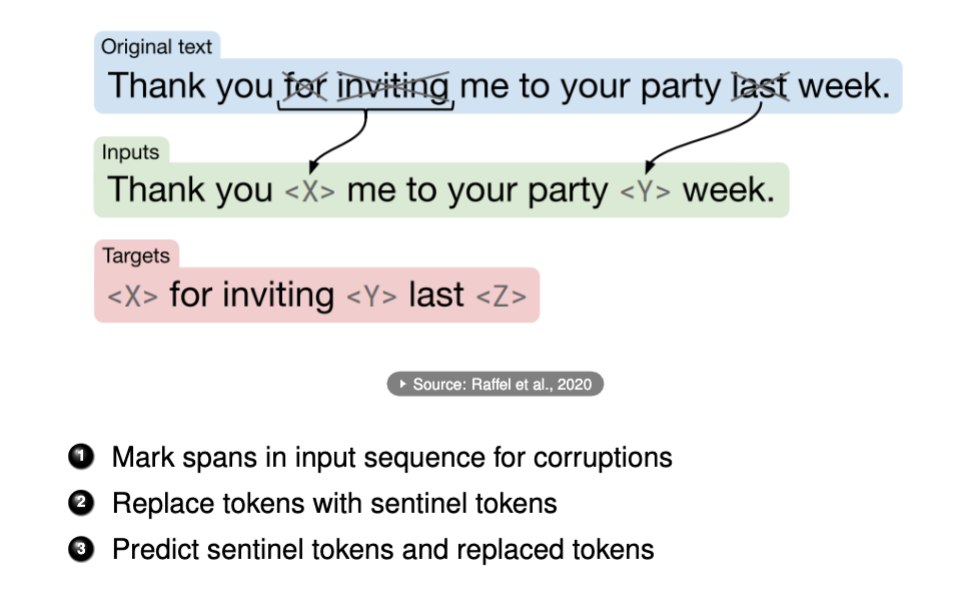 Original text
Thank you for inviting me to your party last week.
Inputs
Thank you <X> me to your party <Y> week.
Targets
<X> for inviting <Y> last <Z>
Source: Raffel et al., 2020
1 Mark spans in input sequence for corruptions
2 Replace tokens with sentinel tokens
3 Predict sentinel tokens and replaced tokens